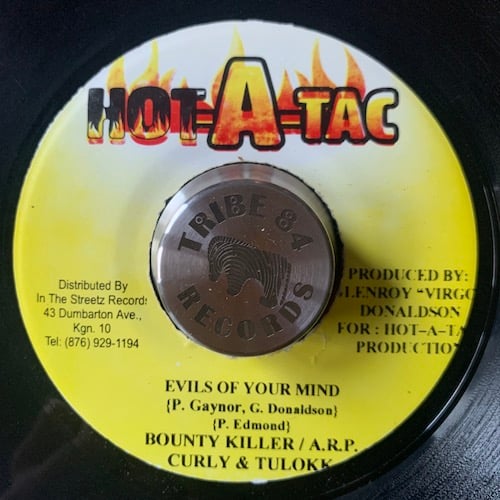 HOT-A-TAC
TRIBE 84
RECORDS
Distributed By
In The Streetz Records
43 Dumbarton Ave.,
Kgn. 10
Tel: (876) 929-1194
PRODUCED BY:
LENROY "VIRGO
DONALDSON
FOR : HOT-A-TA
PRODUCTION
EVILS OF YOUR MIND
{P. Gaynor, G. Donaldson}
{P. Edmond}
BOUNTY KILLER / A.R.P.
CURLY & TULOKK